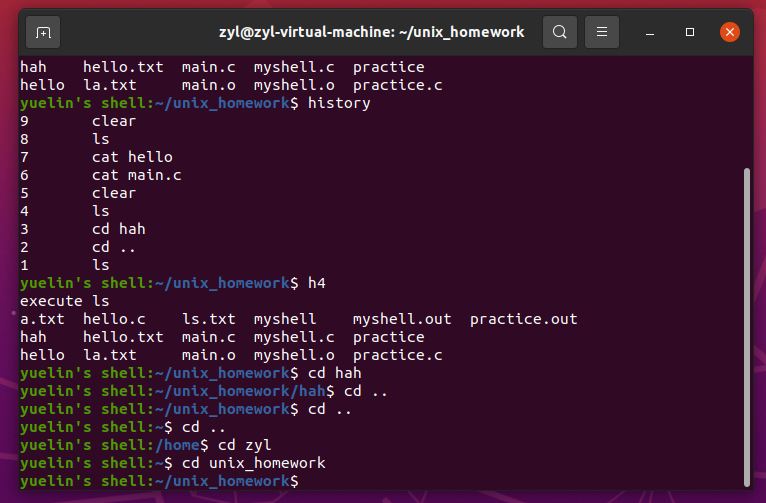 zyl@zyl-virtual-machine: ~/unix_homework
hah    hello.txt  main.c  myshell.c  practice
hello  la.txt     main.o  myshell.o  practice.c
yuelin's shell:~/unix_homework$ history
9       clear
8       ls
7       cat hello
6       cat main.c
5       clear
4       ls
3       cd hah
2       cd ..
1       ls
yuelin's shell:~/unix_homework$ h4
execute ls
a.txt  hello.c    ls.txt  myshell    myshell.out  practice.out
hah    hello.txt  main.c  myshell.c  practice
hello  la.txt     main.o  myshell.o  practice.c
yuelin's shell:~/unix_homework$ cd hah
yuelin's shell:~/unix_homework/hah$ cd ..
yuelin's shell:~/unix_homework$ cd ..
yuelin's shell:~$ cd ..
yuelin's shell:/home$ cd zyl
yuelin's shell:~$ cd unix_homework
yuelin's shell:~/unix_homework$